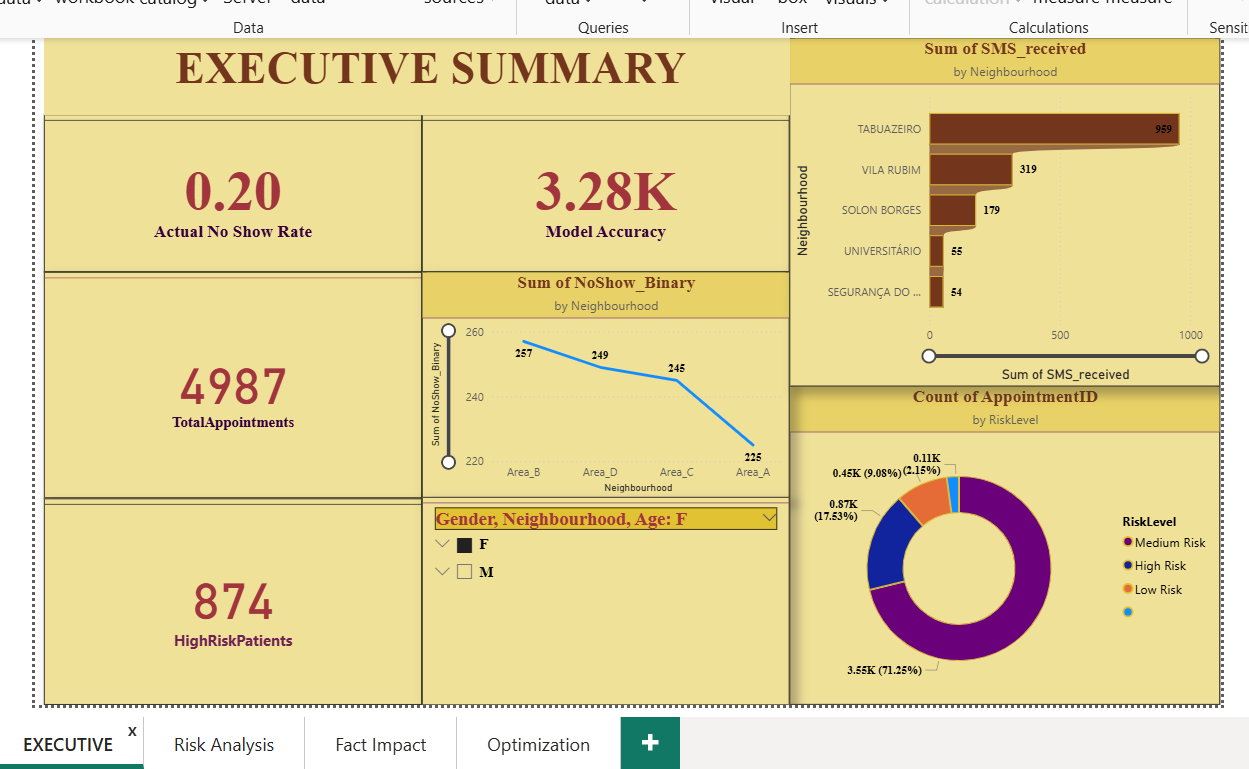 Data
Queries
Insert
Calculations
EXECUTIVE SUMMARY
0.20
Actual No Show Rate
3.28K
Model Accuracy
4987
TotalAppointments
874
HighRiskPatients
Sum of NoShow_Binary
by Neighbourhood
Sum of NoShow_Binary
260
240
220
257
249
245
225
Area_B Area_D Area_C Area_A
Neighbourhood
Gender, Neighbourhood, Age: F
F
M
Sum of SMS_received
by Neighbourhood
Neighbourhood
TABUAZEIRO 959
VILA RUBIM 319
SOLON BORGES 179
UNIVERSITÁRIO 55
SEGURANÇA DO ... 54
0 500 1000
Sum of SMS_received
Count of AppointmentID
by RiskLevel
0.11K
(2.15%)
0.45K (9.08%)
0.87K
(17.53%)
3.55K (71.25%)
RiskLevel
Medium Risk
High Risk
Low Risk
EXECUTIVE x
Risk Analysis
Fact Impact
Optimization
+